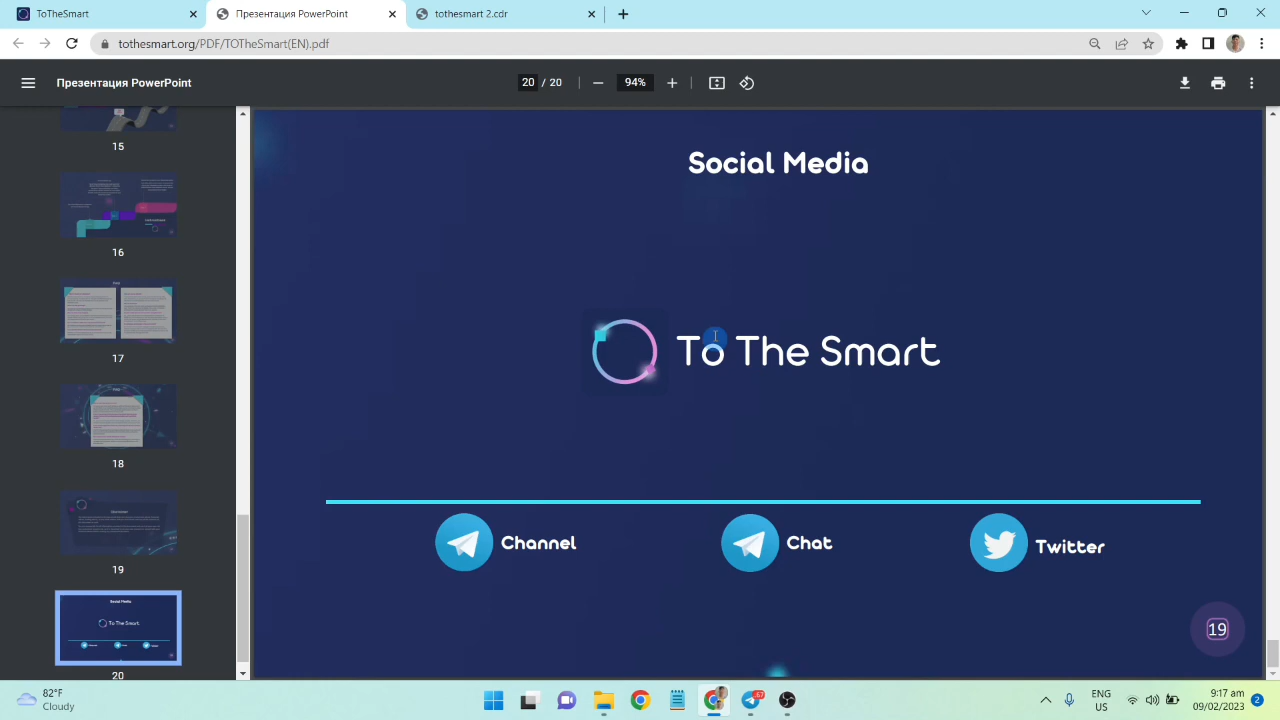 ToTheSmart
Презентация PowerPoint
tothesmart 2.cdr
tothesmart.org/PDF/TOTheSmart(EN).pdf
Презентация PowerPoint
20 / 20
94%
15
16
17
18
19
20
Social Media
To The Smart
Channel
Chat
Twitter
19
82°F
Cloudy
ENG
US
9:17 am
09/02/2023
2